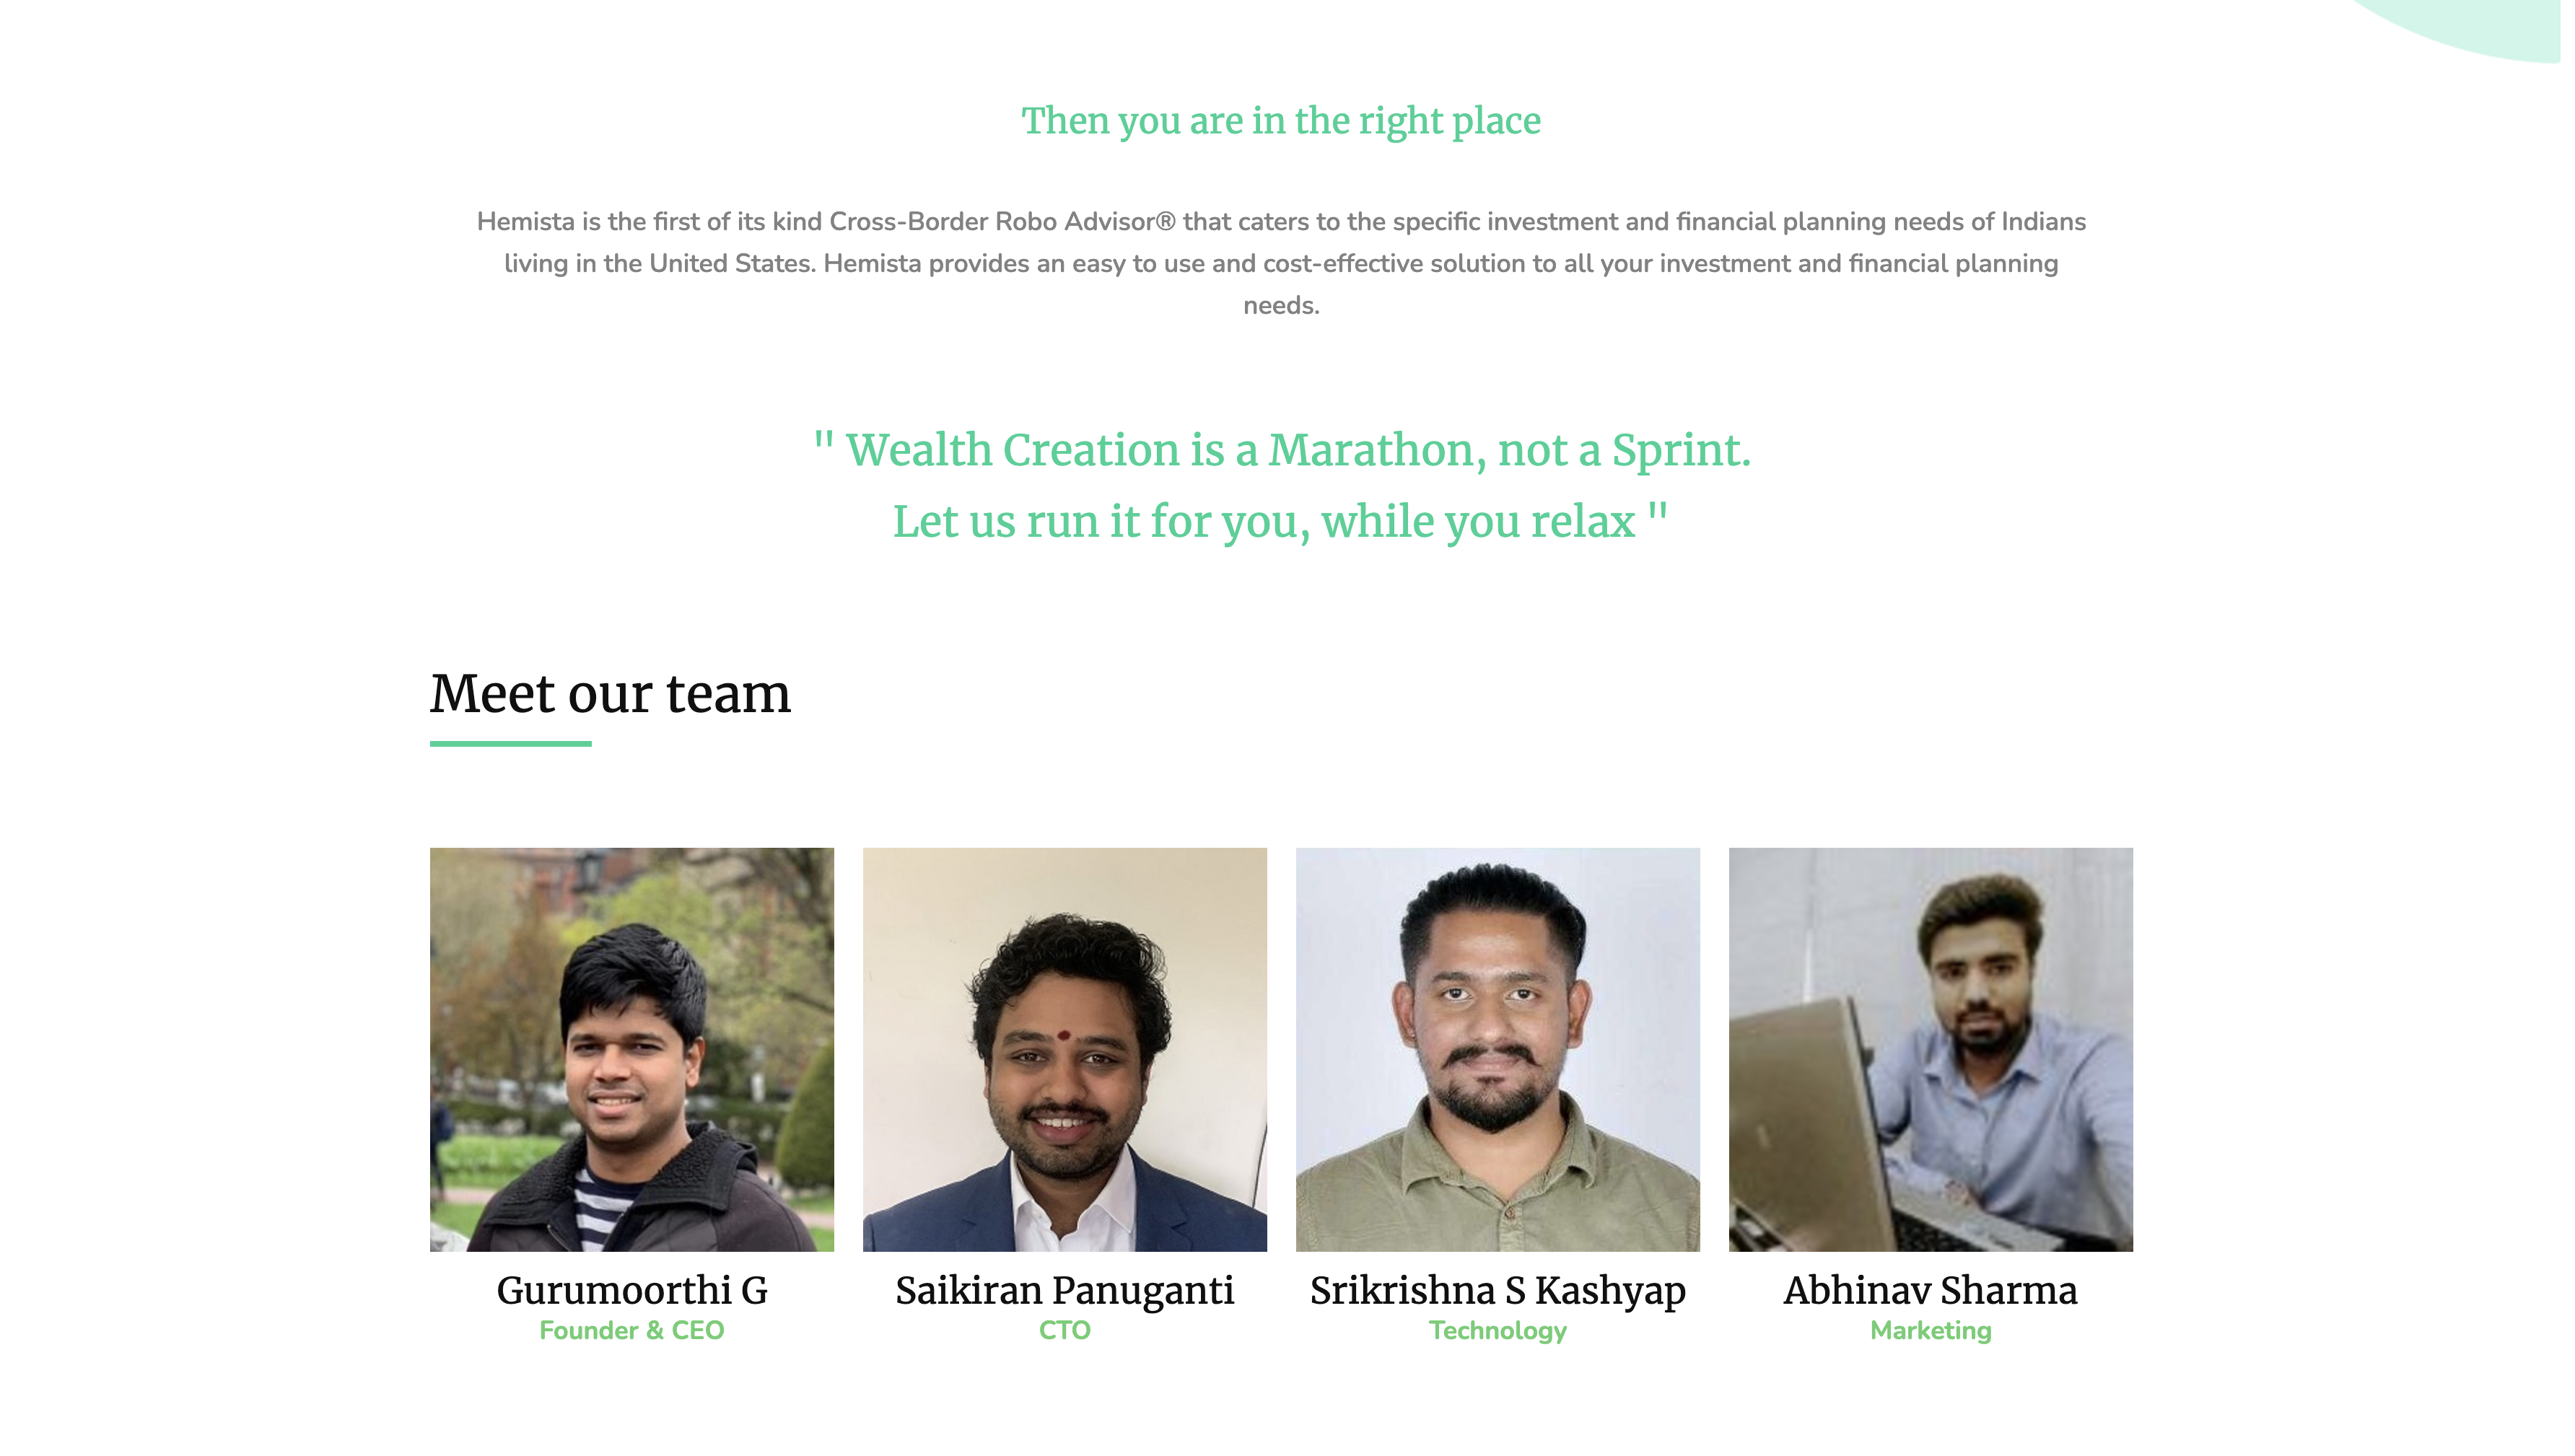 Then you are in the right place
Hemista is the first of its kind Cross-Border Robo Advisor® that caters to the specific investment and financial planning needs of Indians
living in the United States. Hemista provides an easy to use and cost-effective solution to all your investment and financial planning
needs.
" Wealth Creation is a Marathon, not a Sprint.
Let us run it for you, while you relax "
Meet our team
Gurumoorthi G
Founder & CEO
Saikiran Panuganti
CTO
Srikrishna S Kashyap
Technology
Abhinav Sharma
Marketing